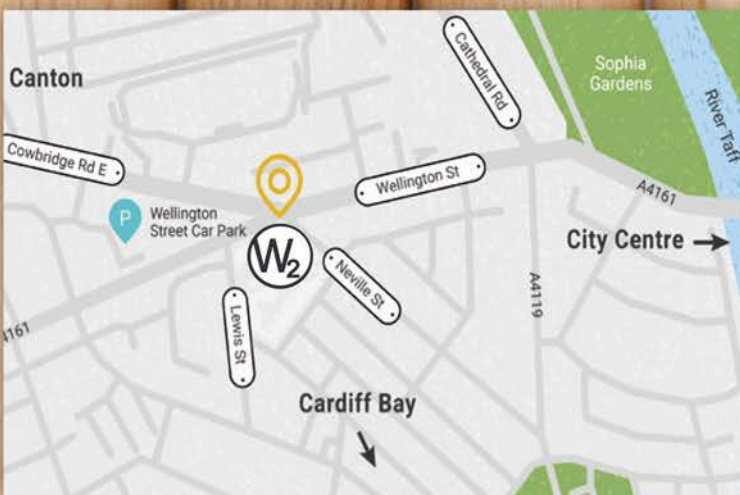 Canton
Cowbridge Rd E
P
Wellington
Street Car Park
W2
Lewis St
Neville St
Wellington St
Cathedral Rd
Sophia
Gardens
River Taff
A4161
City Centre
A4119
4161
Cardiff Bay